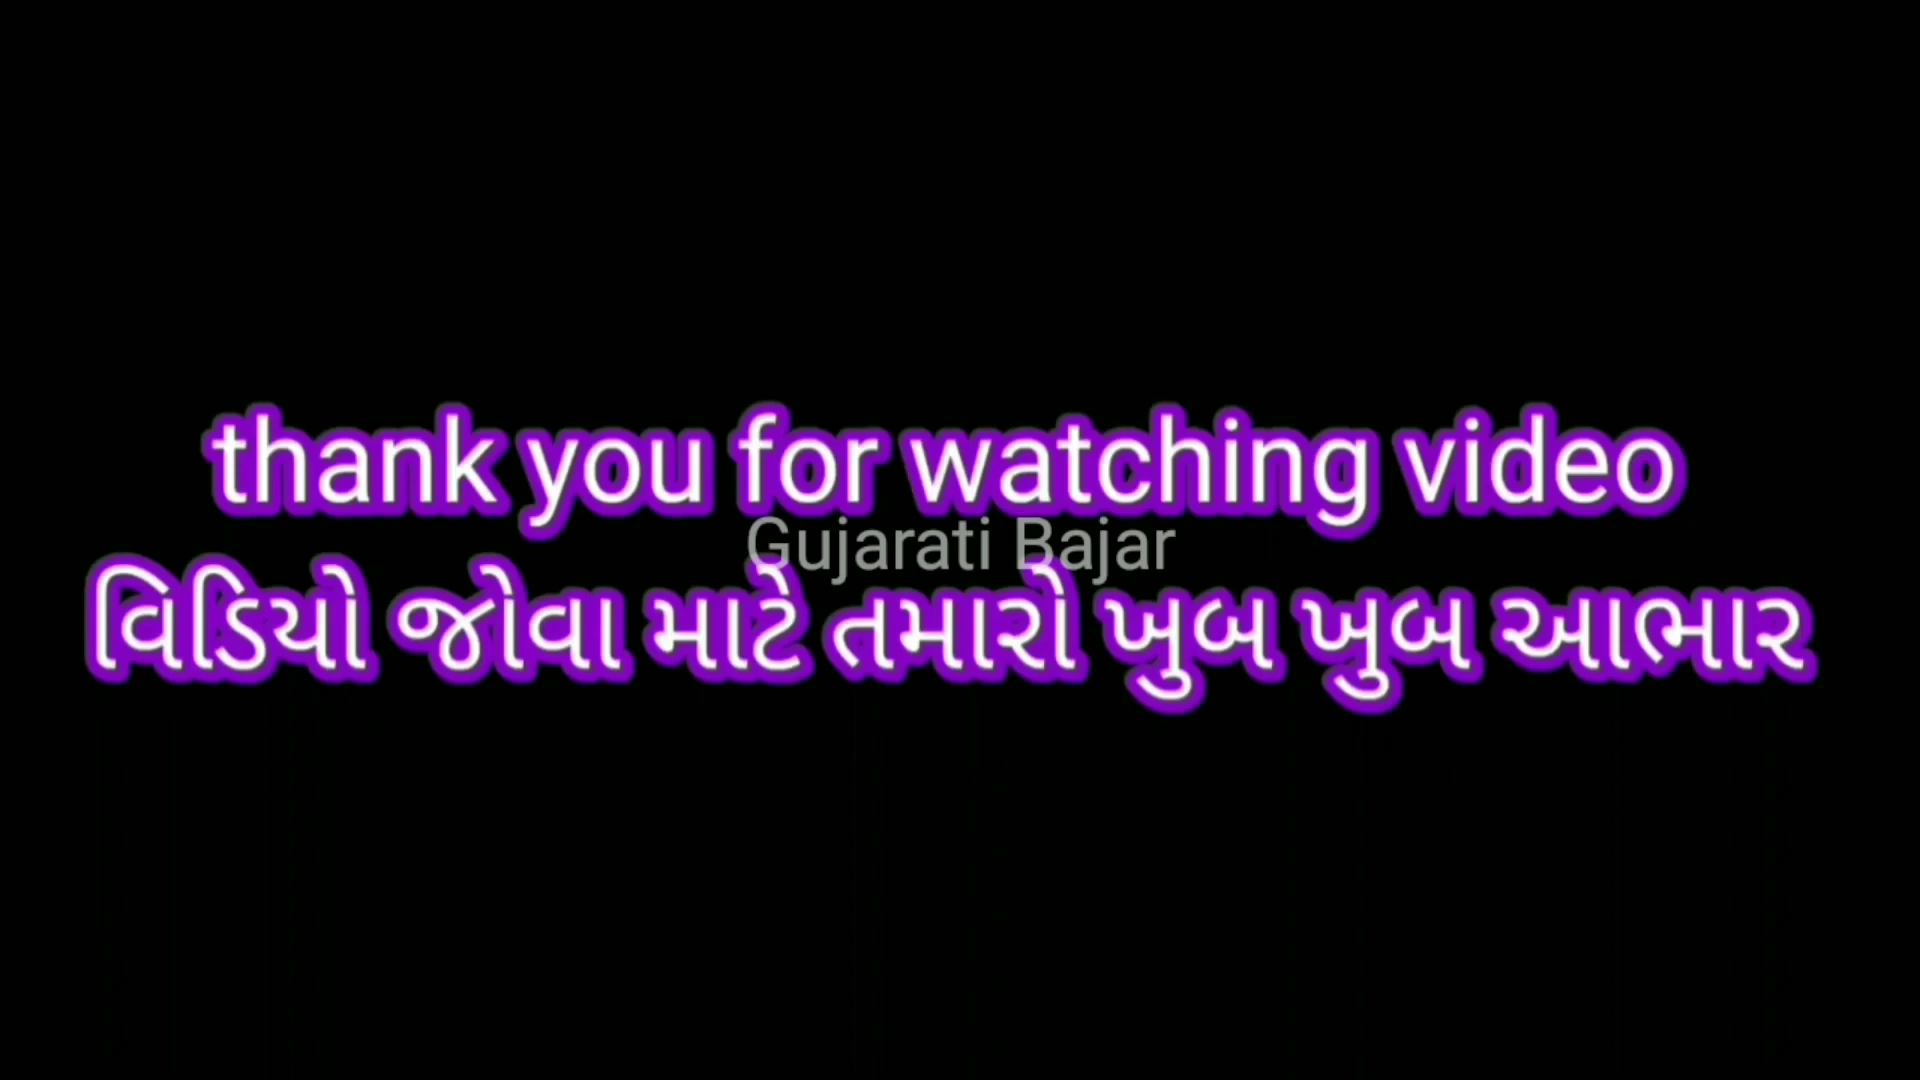 thank you for watching video
Gujarati Bajar
વિડિયો જોવા માટે તમારો ખુબ ખુબ આભાર